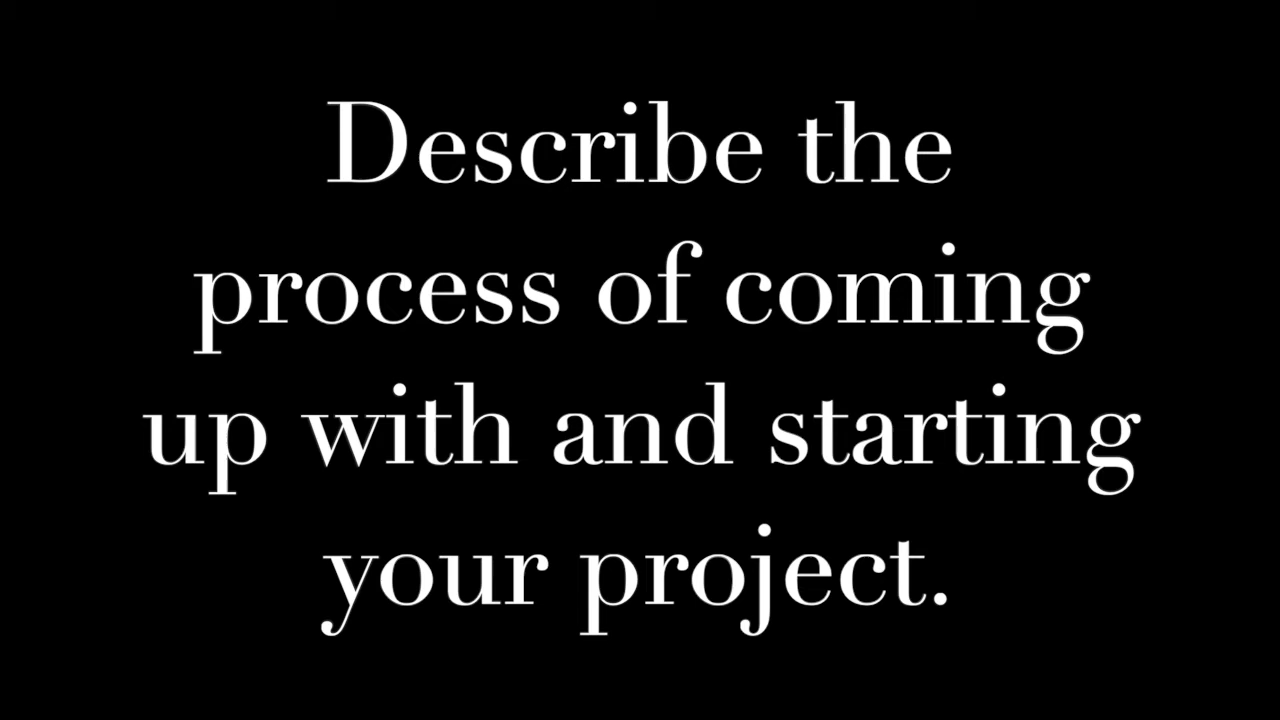 Describe the
process of coming
up with and starting
your project.